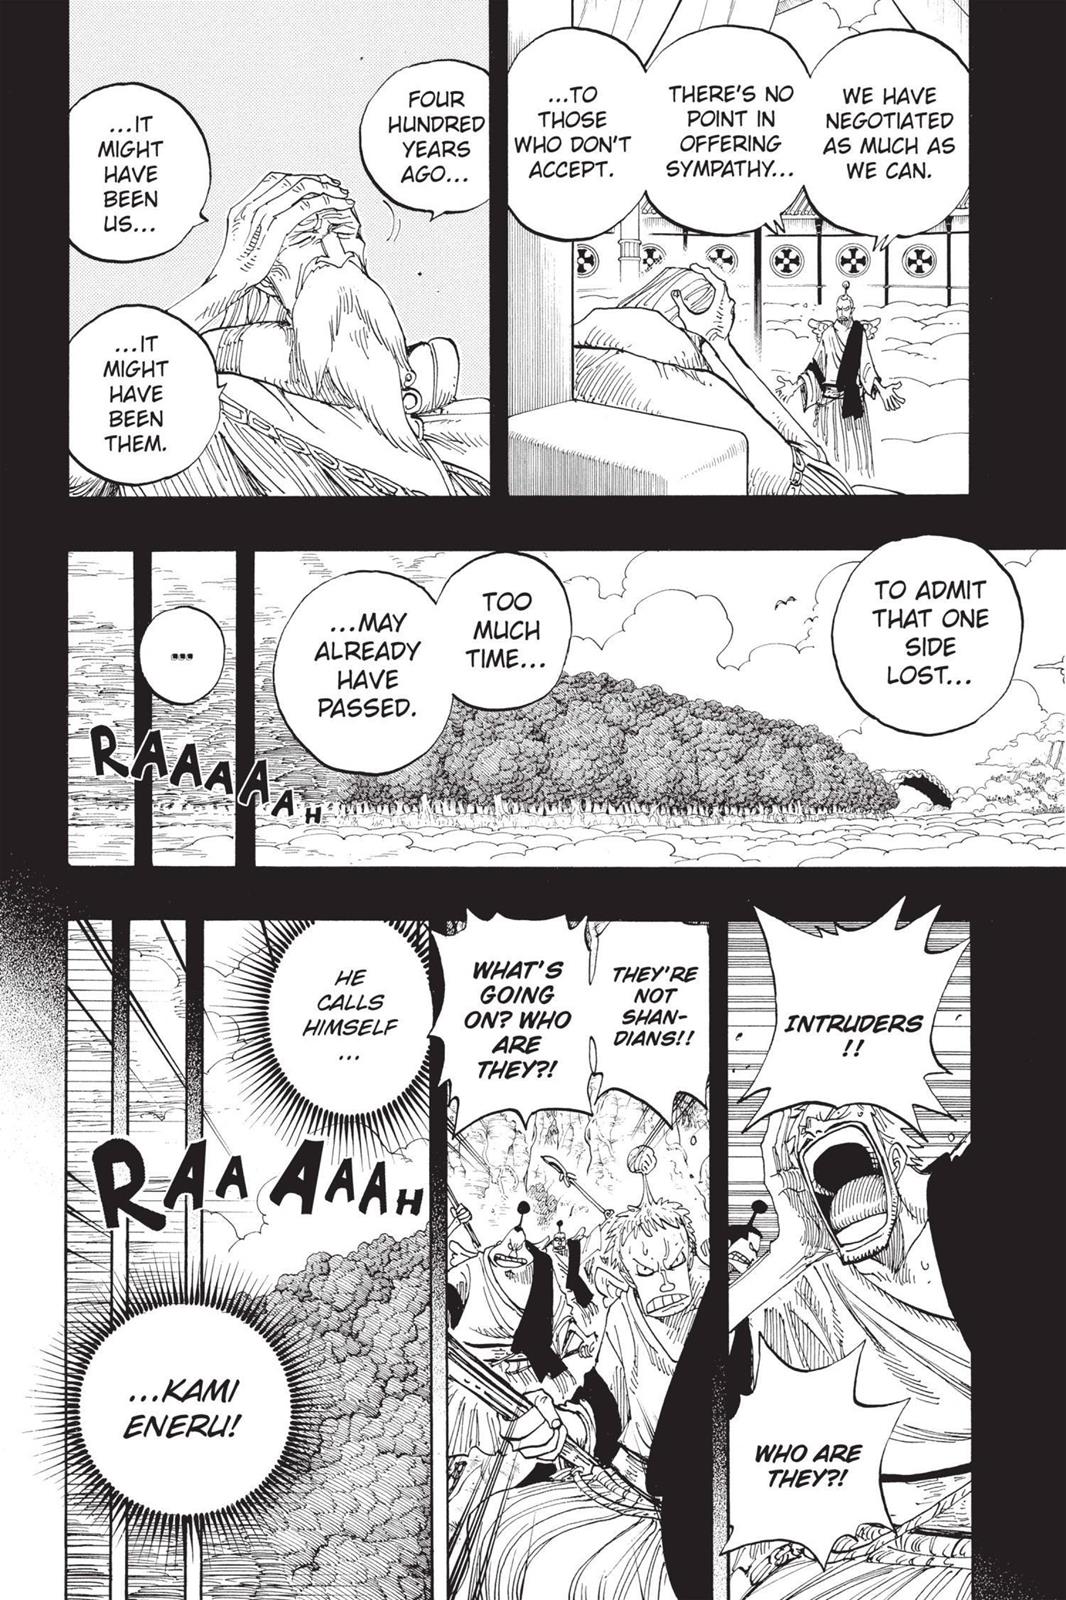 WE HAVE
NEGOTIATED
AS MUCH AS
WE CAN.
THERE'S NO
POINT IN
OFFERING
SYMPATHY...
...TO
THOSE
WHO DON'T
ACCEPT.
FOUR
HUNDRED
YEARS
AGO...
...IT
MIGHT
HAVE
BEEN
US...
...IT
MIGHT
HAVE
BEEN
THEM.
TO ADMIT
THAT ONE
SIDE
LOST...
TOO
MUCH
TIME...
...MAY
ALREADY
HAVE
PASSED.
...
RAAAAAH
INTRUDERS
!!
WHO ARE
THEY?!
THEY'RE
NOT
SHAN-
DIANS!!
WHAT'S
GOING
ON? WHO
ARE
THEY?!
HE
CALLS
HIMSELF
...
RAAAAAH
...KAMI
ENERU!